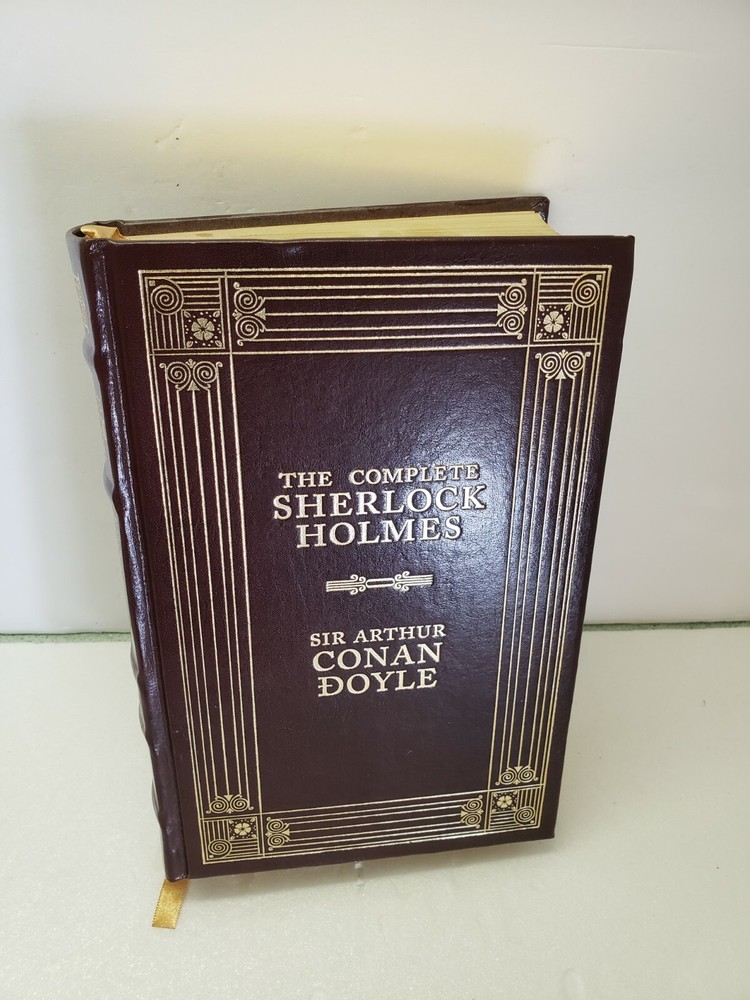 THE COMPLETE
SHERLOCK
HOLMES
SIR ARTHUR
CONAN
DOYLE